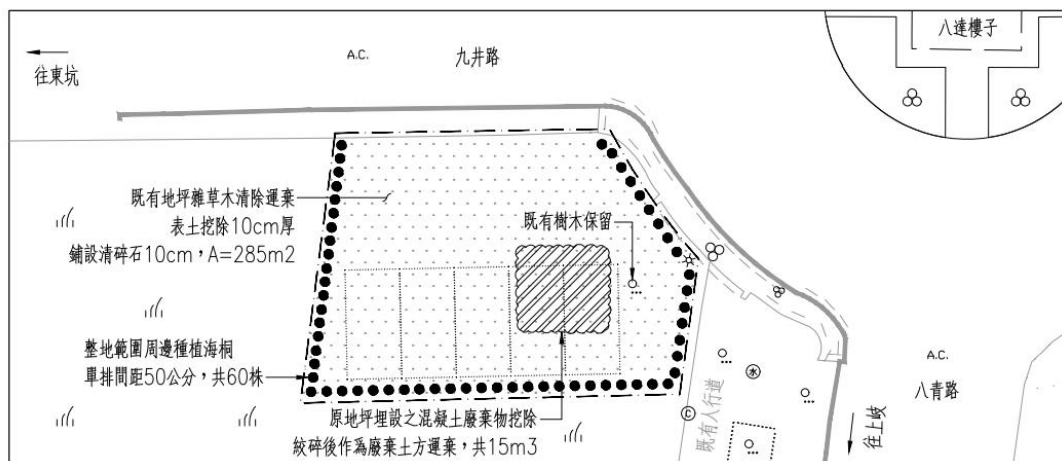 八達樓子
A.C.
九井路
往東坑
既有地坪雜草木清除運棄
表土挖除10cm厚
鋪設清碎石10cm，A=285m2
既有樹木保留
整地範圍周邊種植海桐
單排間距50公分，共60株
原地坪埋設之混凝土廢棄物挖除
絞碎後作為廢棄土方運棄，共15m3
既有人行道
水
C
A.C.
八青路
往上歧